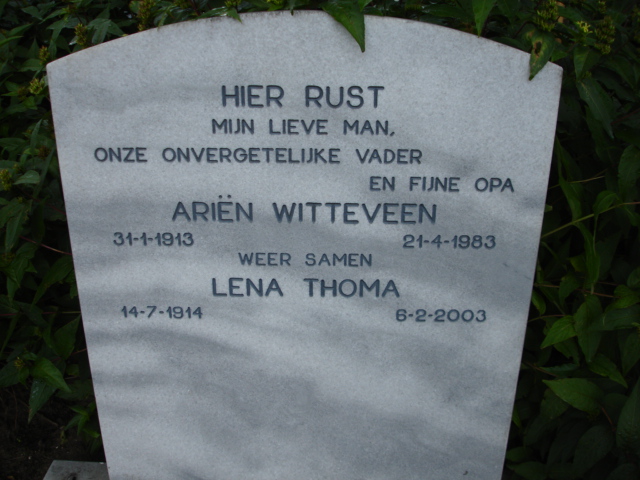 HIER RUST
MIJN LIEVE MAN,
ONZE ONVERGETELIJKE VADER
EN FIJNE OPA
ARIËN WITTEVEEN
31-1-1913 21-4-1983
WEER SAMEN
LENA THOMA
14-7-1914 6-2-2003